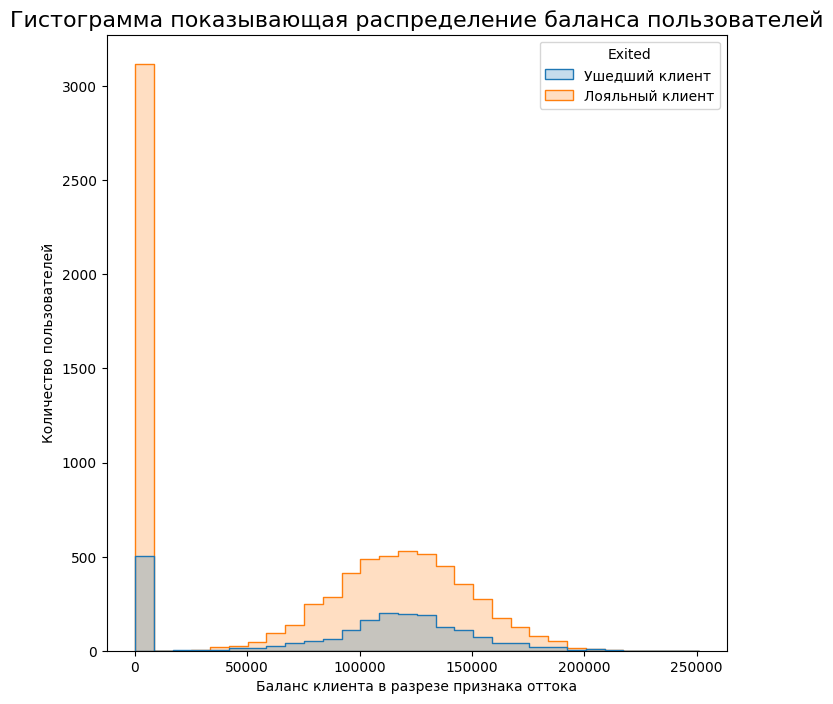 Гистограмма показывающая распределение баланса пользователей
Exited
Ушедший клиент
Лояльный клиент
Количество пользователей
3000
2500
2000
1500
1000
500
0
0 50000 100000 150000 200000 250000
Баланс клиента в разрезе признака оттока